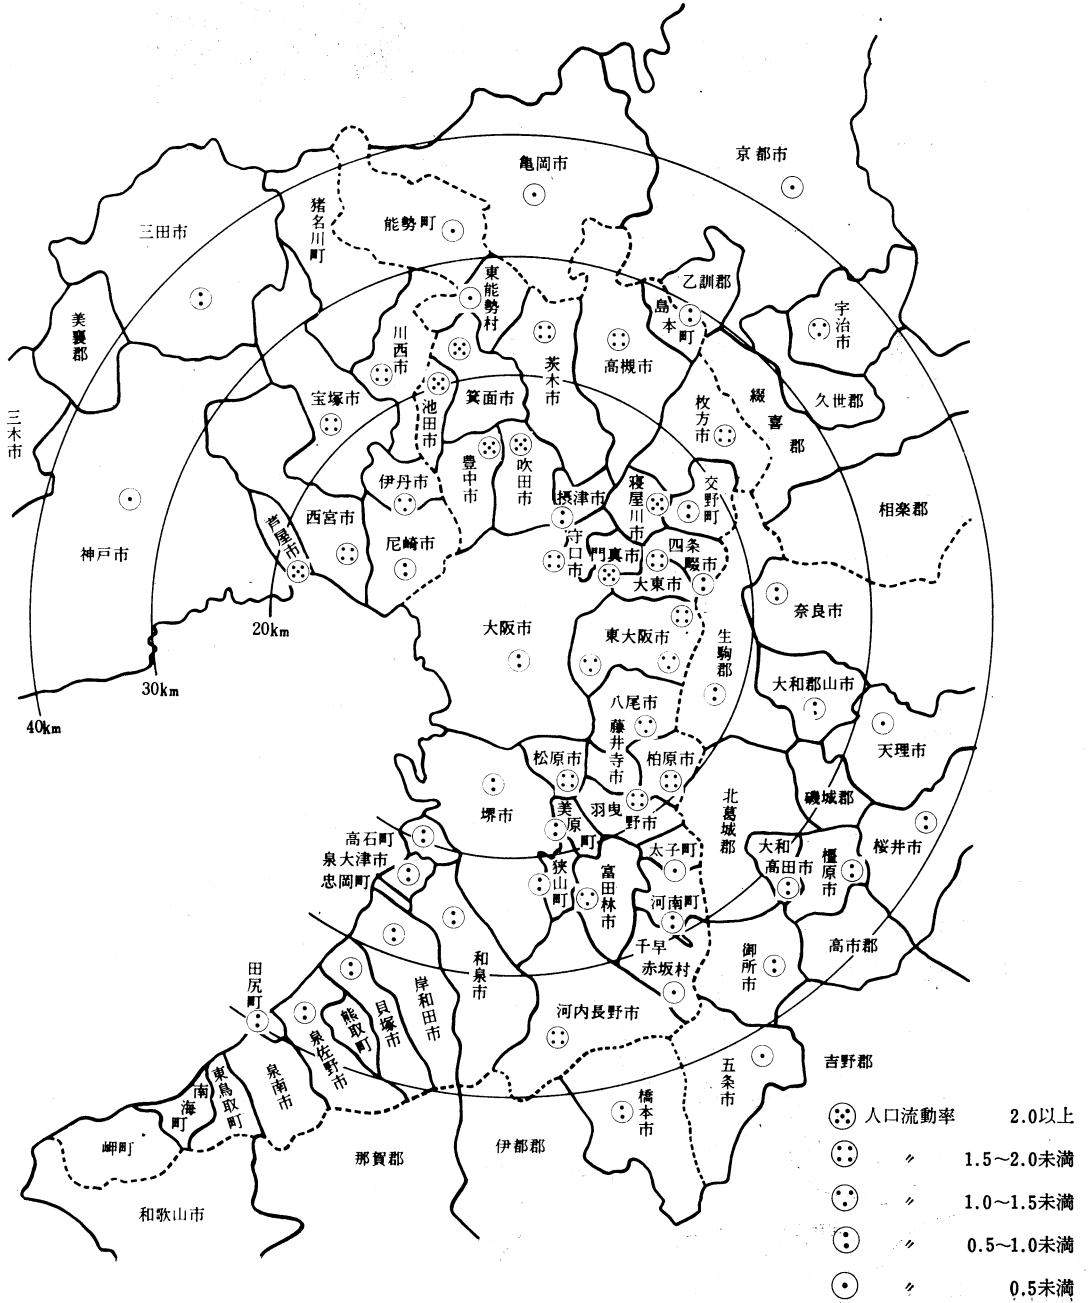 亀岡市
京都市
猪名川町
能勢町
三田市
東能勢村
乙訓郡
島本町
宇治市
美嚢郡
川西市
茨木市
高槻市
三木市
宝塚市
池田市
箕面市
枚方市
綴喜郡
久世郡
伊丹市
豊中市
吹田市
摂津市
寝屋川市
交野町
相楽郡
芦屋市
西宮市
尼崎市
守口市
門真市
四条畷市
神戸市
大東市
奈良市
大阪市
東大阪市
生駒郡
20km
30km
40km
大和郡山市
八尾市
藤井寺市
天理市
松原市
柏原市
堺市
美原町
羽曳野市
北葛城郡
磯城郡
高石町
泉大津市
忠岡町
狭山町
富田林市
太子町
大和高田市
橿原市
桜井市
河南町
千早赤坂村
御所市
高市郡
和泉市
田尻町
岸和田市
貝塚市
熊取町
泉佐野市
河内長野市
泉南市
東鳥取町
南海町
岬町
五条市
吉野郡
橋本市
伊都郡
那賀郡
和歌山市
人口流動率 2.0以上
〃 1.5~2.0未満
〃 1.0~1.5未満
〃 0.5~1.0未満
〃 0.5未満